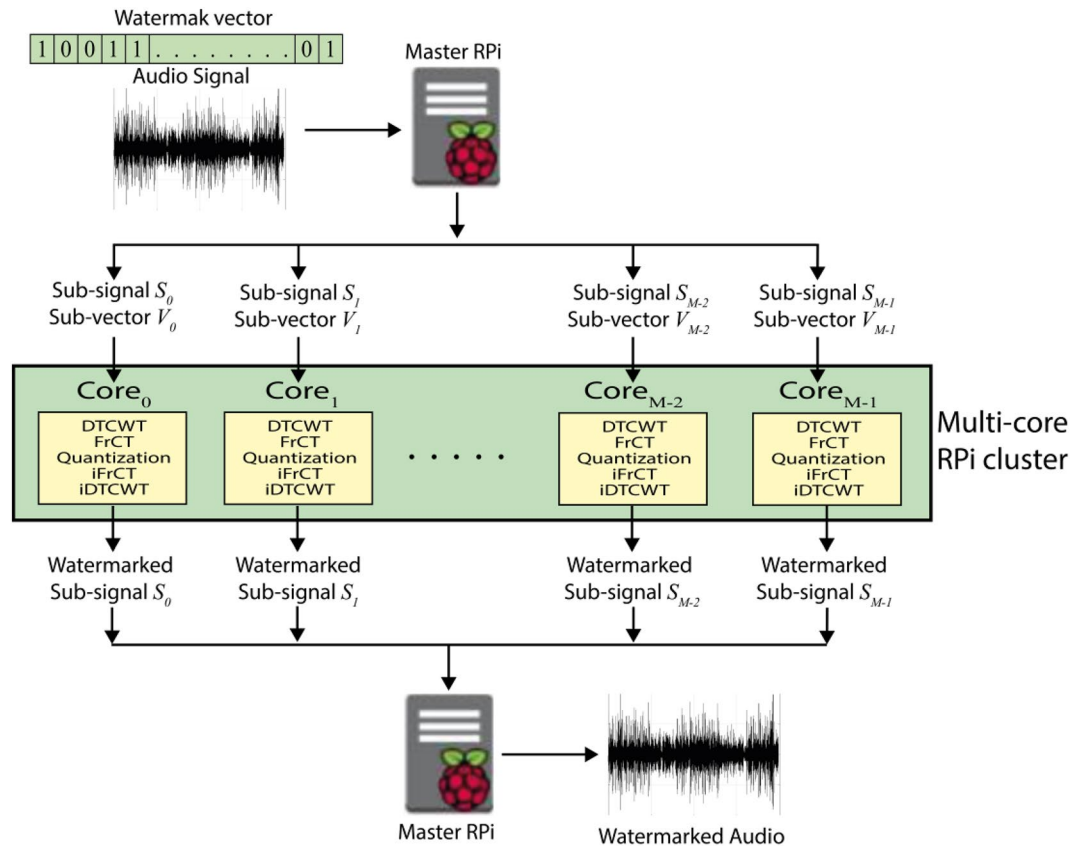 Watermak vector
1 0 0 1 1 . . . . . . . . . 0 1
Audio Signal
Master RPi
Sub-signal S0
Sub-vector V0
Sub-signal S1
Sub-vector V1
Sub-signal SM-2
Sub-vector VM-2
Sub-signal SM-1
Sub-vector VM-1
Core0
DTCWT
FrCT
Quantization
iFrCT
iDTCWT
Core1
DTCWT
FrCT
Quantization
iFrCT
iDTCWT
. . . . .
CoreM-2
DTCWT
FrCT
Quantization
iFrCT
iDTCWT
CoreM-1
DTCWT
FrCT
Quantization
iFrCT
iDTCWT
Multi-core
RPi cluster
Watermarked
Sub-signal S0
Watermarked
Sub-signal S1
Watermarked
Sub-signal SM-2
Watermarked
Sub-signal SM-1
Master RPi
Watermarked Audio